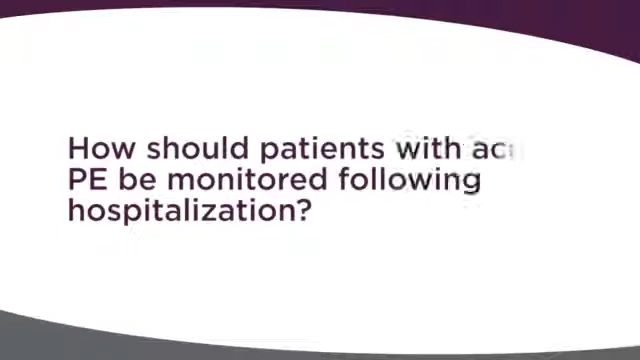 How should patients with
PE be monitored following
hospitalization?